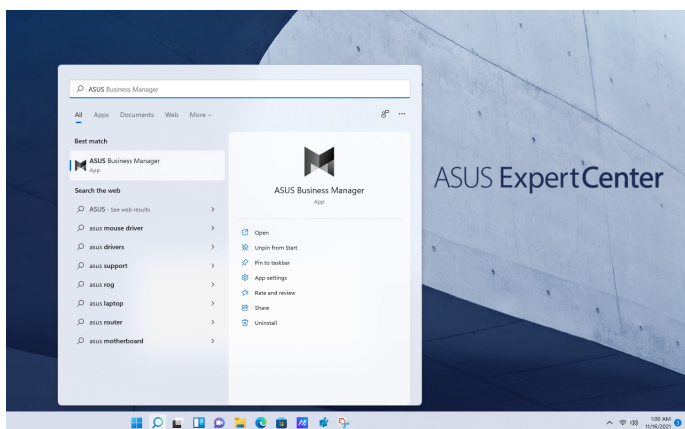 ASUS Business Manager
All Apps Documents Web More
Best match
ASUS Business Manager
App
Search the web
ASUS - See web results
asus mouse driver
asus drivers
asus support
asus rog
asus laptop
asus router
asus motherboard
ASUS Business Manager
App
Open
Unpin from Start
Pin to taskbar
App settings
Rate and review
Share
Uninstall
ASUS ExpertCenter
1:00 AM
11/16/2021
3